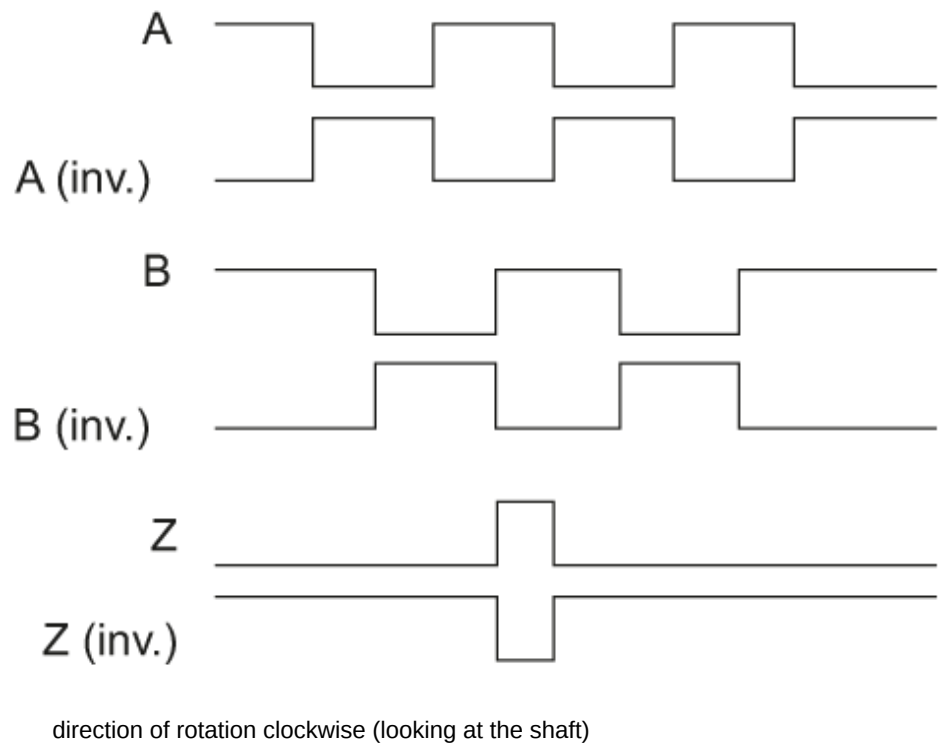 A
A (inv.)
B
B (inv.)
Z
Z (inv.)
direction of rotation clockwise (looking at the shaft)